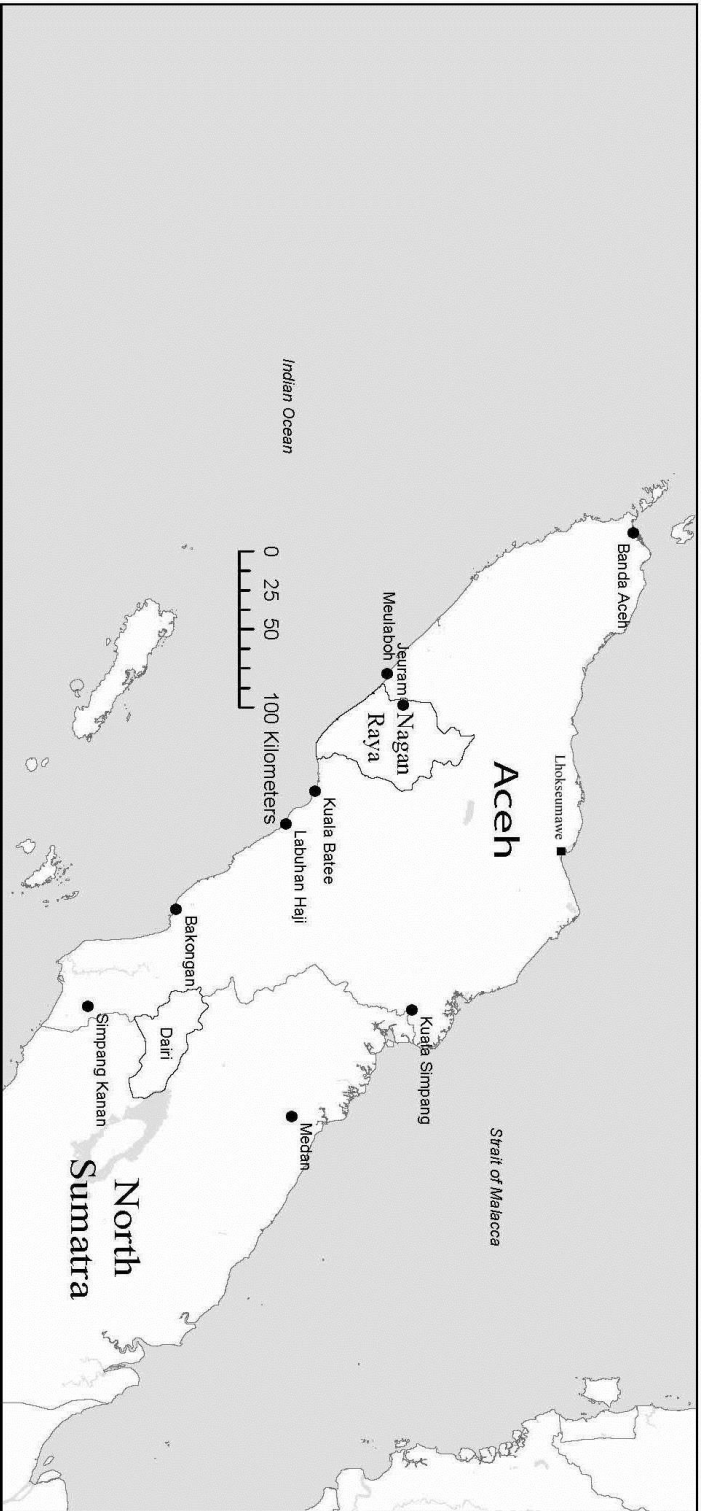 Banda Aceh
Lhokseumawe
Aceh
Kuala Simpang
Strait of Malacca
Meulaboh
Jeuram
Nagan
Raya
Kuala Batee
Labuhan Haji
Medan
Indian Ocean
0 25 50 100 Kilometers
Bakongan
Dairi
Simpang Kanan
North
Sumatra